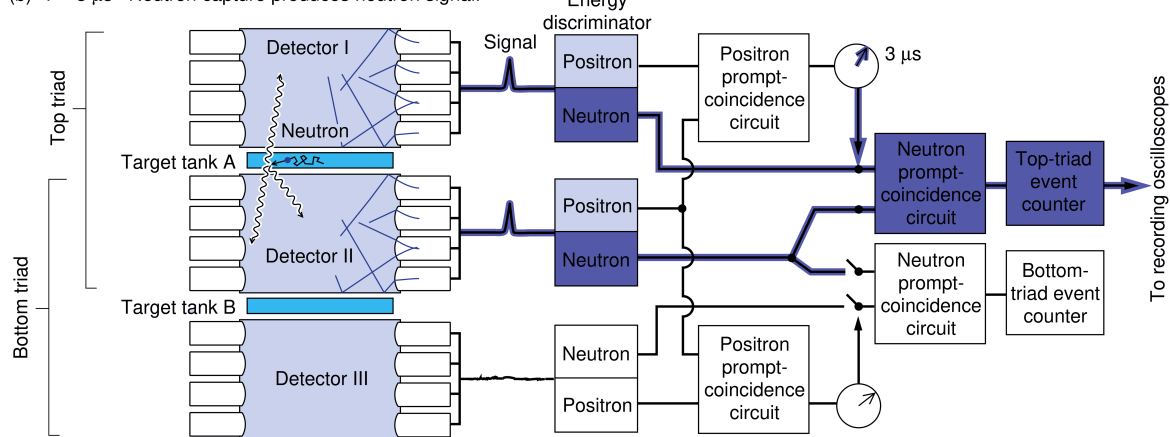 Energy
discriminator
Top triad
Bottom triad
Detector I
Neutron
Target tank A
Detector II
Target tank B
Detector III
Signal
Positron
Neutron
Positron
Neutron
Neutron
Positron
Positron
prompt-
coincidence
circuit
3 µs
Positron
prompt-
coincidence
circuit
Neutron
prompt-
coincidence
circuit
Top-triad
event
counter
Neutron
prompt-
coincidence
circuit
Bottom-
triad event
counter
To recording oscilloscopes